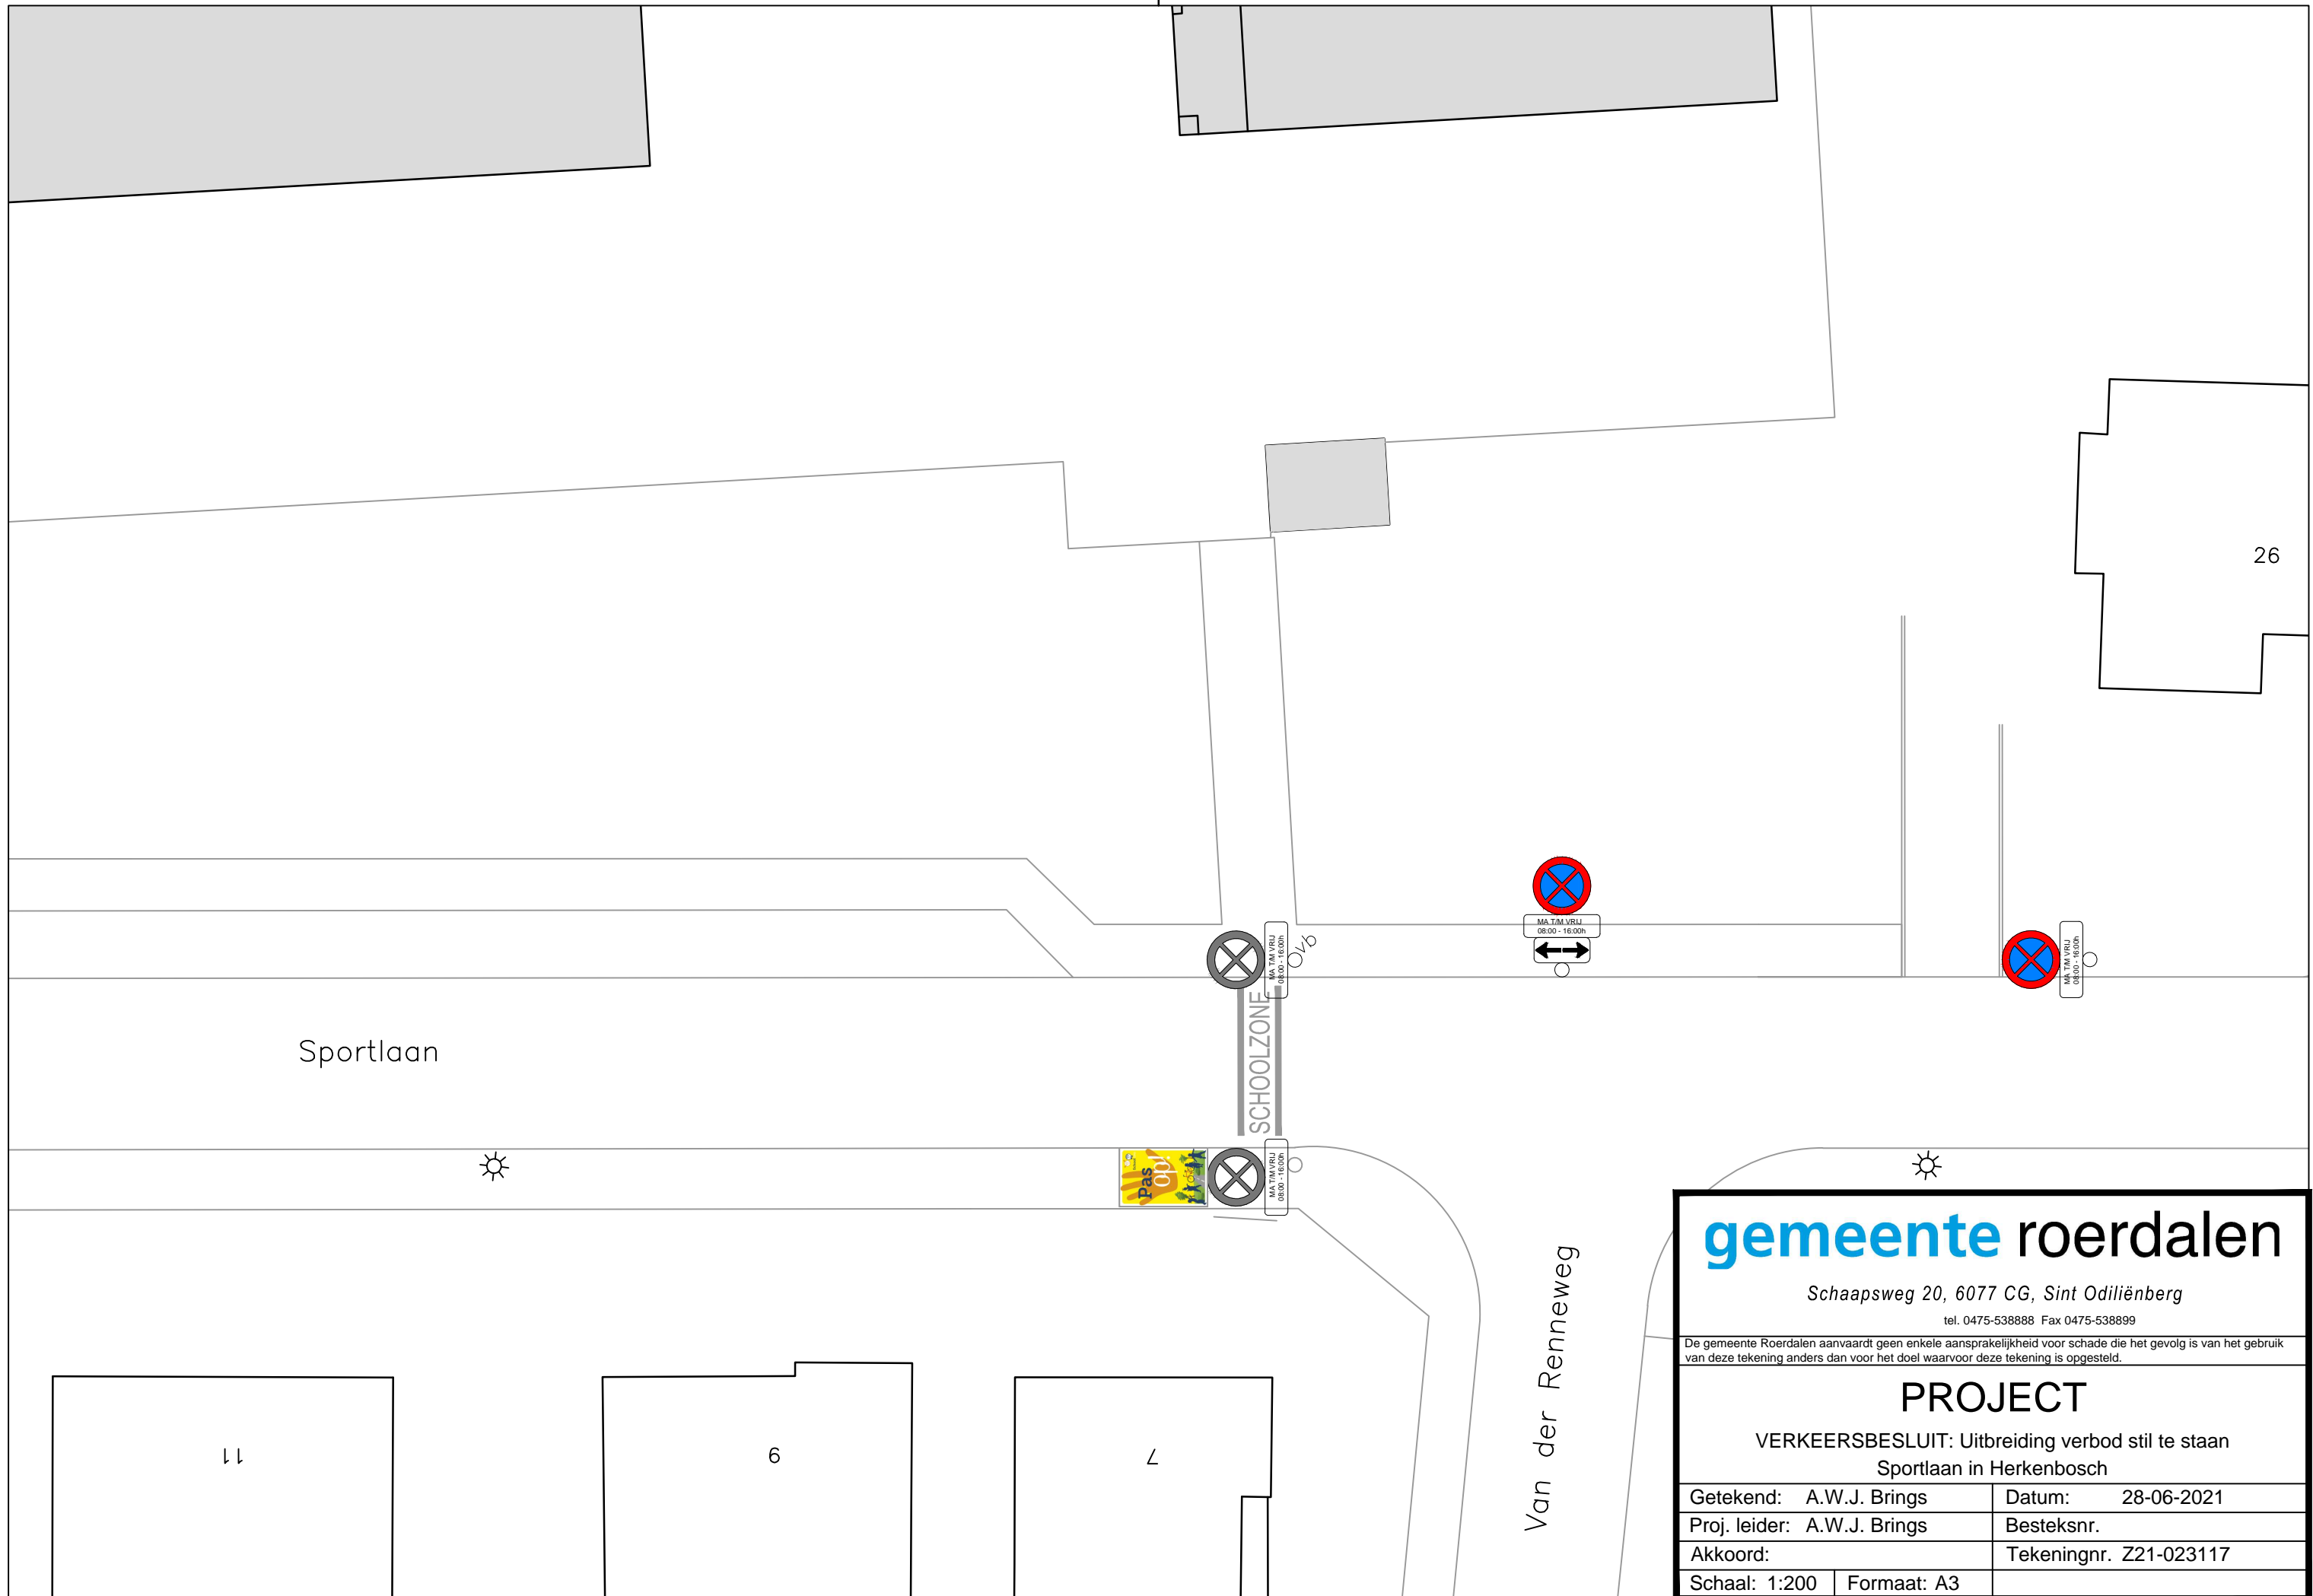 26
MA T/M VRIJ
08:00 - 16:00h
MA T/M VRIJ
08:00 - 16:00h
vb
MA T/M VRIJ
08:00 - 16:00h
SCHOOLZONE
Sportlaan
Pas op!
MA T/M VRIJ
08:00 - 16:00h
Van der Renneweg
11
9
7
gemeente roerdalen
Schaapsweg 20, 6077 CG, Sint Odiliënberg
tel. 0475-538888 Fax 0475-538899
De gemeente Roerdalen aanvaardt geen enkele aansprakelijkheid voor schade die het gevolg is van het gebruik
van deze tekening anders dan voor het doel waarvoor deze tekening is opgesteld.
PROJECT
VERKEERSBESLUIT: Uitbreiding verbod stil te staan
Sportlaan in Herkenbosch
Getekend: A.W.J. Brings Datum: 28-06-2021
Proj. leider: A.W.J. Brings Besteksnr.
Akkoord: Tekeningnr. Z21-023117
Schaal: 1:200 Formaat: A3